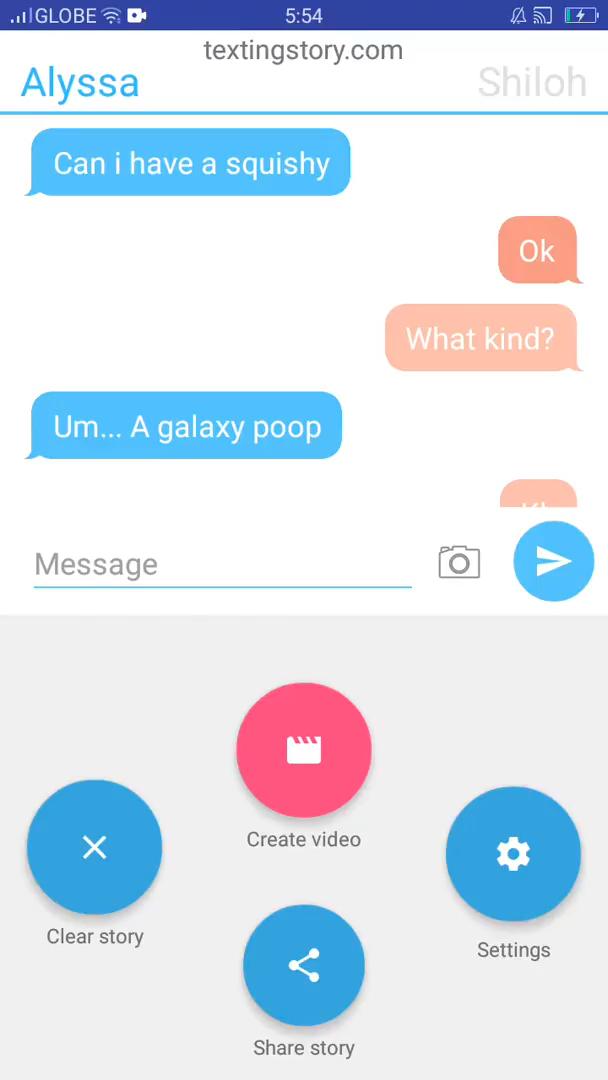 GLOBE 5:54
textingstory.com
Alyssa Shiloh
Can i have a squishy
Ok
What kind?
Um... A galaxy poop
Message
Create video
Clear story
Settings
Share story